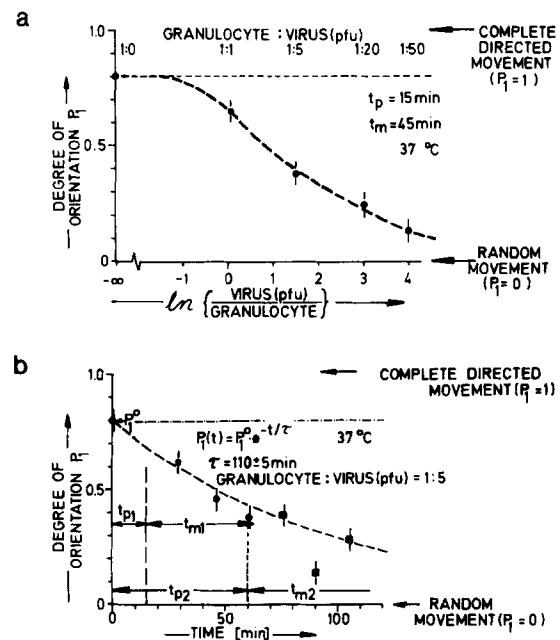 a
GRANULOCYTE : VIRUS (pfu)
1:0 1:1 1:5 1:20 1:50
COMPLETE
DIRECTED
MOVEMENT
(P₁ = 1)
tp = 15 min
tm = 45 min
37 °C
DEGREE OF
ORIENTATION P₁
1.0
0.5
0
RANDOM
MOVEMENT
(P₁ = 0)
-∞ -1 0 1 2 3 4
ln { VIRUS (pfu)
GRANULOCYTE }
b
COMPLETE DIRECTED
MOVEMENT (P₁ = 1)
1.0
P₁°
P₁(t) = P₁° · e^-t/τ 37 °C
τ = 110 ± 5 min
GRANULOCYTE : VIRUS (pfu) = 1:5
DEGREE OF
ORIENTATION P₁
0.5
tp1 tm1
tp2 tm2
0
0 50 100
TIME [min]
RANDOM
MOVEMENT (P₁ = 0)